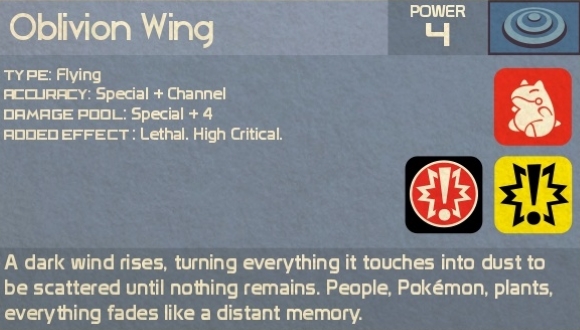 Oblivion Wing
POWER
4
TYPE: Flying
ACCURACY: Special + Channel
DAMAGE POOL: Special + 4
ADDED EFFECT: Lethal. High Critical.
A dark wind rises, turning everything it touches into dust to
be scattered until nothing remains. People, Pokémon, plants,
everything fades like a distant memory.